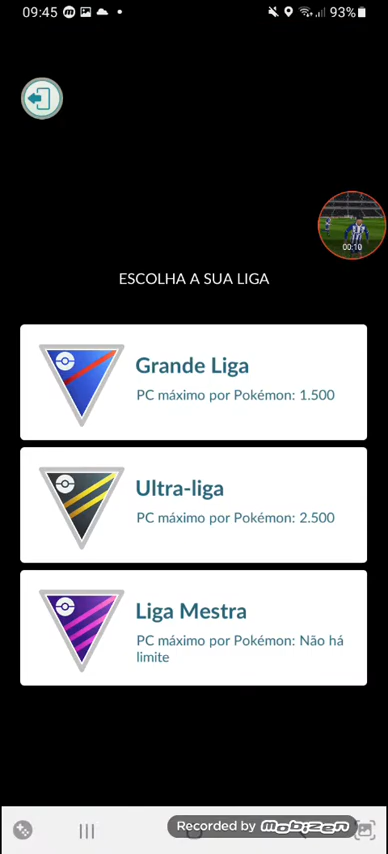 09:45 93%
00:10
ESCOLHA A SUA LIGA
Grande Liga
PC máximo por Pokémon: 1.500
Ultra-liga
PC máximo por Pokémon: 2.500
Liga Mestra
PC máximo por Pokémon: Não há
limite
Recorded by MOBIZEN